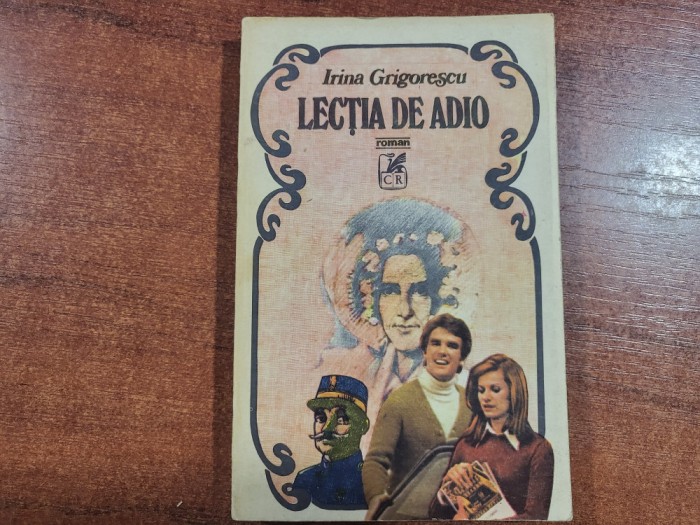 Irina Grigorescu
LECȚIA DE ADIO
roman
CR